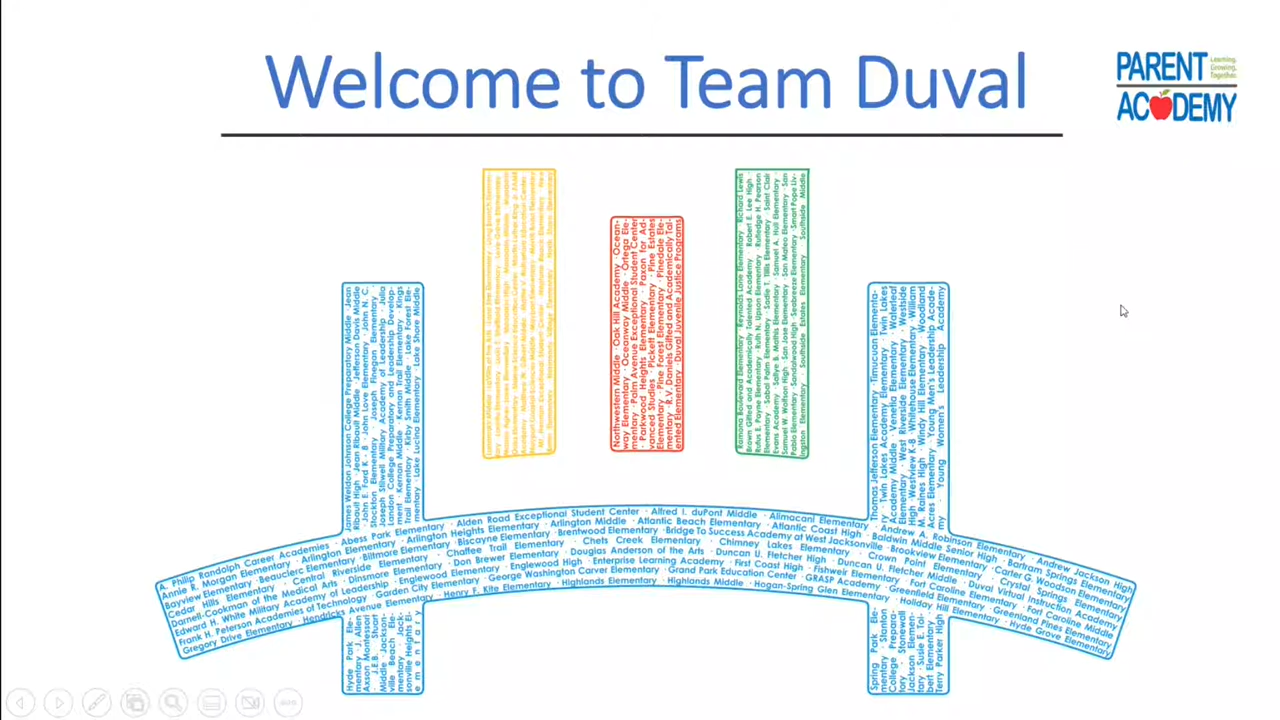 Welcome to Team Duval
PARENT
Learning,
Growing,
Together.
ACADEMY
Northwestern Middle · Oak Hill Academy · Ocean-
way Elementary · Oceanway Middle · Ortega Ele-
mentary · Palm Avenue Exceptional Student Center
· Parkwood Heights Elementary · Paxon for Ad-
vanced Studies · Pickett Elementary · Pine Estates
Elementary · Pine Forest Elementary · Pinedale Ele-
mentary · R.V. Daniels Gifted and Academically Tal-
ented Elementary Duval Juvenile Justice Programs
Ramona Boulevard Elementary Reynolds Lane Elementary Richard Lewis
Brown Gifted and Academically Talented Academy · Robert E. Lee High ·
Rufus E. Payne Elementary · Ruth N. Upson Elementary · Rutledge H. Pearson
Elementary · Sabal Palm Elementary · Sadie T. Tillis Elementary · Saint Clair
Evans Academy · Sallye B. Mathis Elementary · Samuel A. Hull Elementary ·
Samuel W. Wolfson High · San Jose Elementary · San Mateo Elementary · San
Pablo Elementary · Sandalwood High · Seabreeze Elementary · Smart Pope Liv-
ingston Elementary · Southside Estates Elementary · Southside Middle
James Weldon Johnson College Preparatory Middle Jean
Ribault High · Jean Ribault Middle · Jefferson Davis Middle
· John E. Ford K - 8 · John Love Elementary · John N. C.
Stockton Elementary · Joseph Finegan Elementary ·
Joseph Stilwell Military Academy of Leadership · Julia
Landon College Preparatory and Leadership Develop-
ment · Kernan Middle · Kernan Trail Elementary · Kings
Trail Elementary · Kirby Smith Middle · Lake Forest Ele-
mentary · Lake Lucina Elementary · Lake Shore Middle
Thomas Jefferson Elementary · Timucuan Elementa-
ry · Twin Lakes Academy Elementary · Twin Lakes
Academy Middle · Venetia Elementary · Waterleaf
Elementary · West Riverside Elementary · Westside
High · Westview K-8 · Whitehouse Elementary · William
M. Raines High · Windy Hill Elementary · Woodland
Acres Elementary · Young Men's Leadership Acade-
my · Young Women's Leadership Academy
A. Philip Randolph Career Academies · Abess Park Elementary · Alden Road Exceptional Student Center · Alfred I. duPont Middle · Alimacani Elementary · Andrew A. Robinson Elementary · Andrew Jackson High
Annie R. Morgan Elementary · Arlington Elementary · Arlington Heights Elementary · Arlington Middle · Atlantic Beach Elementary · Atlantic Coast High · Baldwin Middle Senior High · Bartram Springs Elementary
Bayview Elementary · Beauclerc Elementary · Biltmore Elementary · Biscayne Elementary · Brentwood Elementary · Bridge To Success Academy at West Jacksonville · Brookview Elementary · Carter G. Woodson Elementary
Cedar Hills Elementary · Central Riverside Elementary · Chaffee Trail Elementary · Chets Creek Elementary · Chimney Lakes Elementary · Crown Point Elementary · Crystal Springs Elementary
Darnell-Cookman of the Medical Arts · Dinsmore Elementary · Don Brewer Elementary · Douglas Anderson of the Arts · Duncan U. Fletcher High · Duncan U. Fletcher Middle · Duval Virtual Instruction Academy
Edward H. White Military Academy of Leadership · Englewood Elementary · Englewood High · Enterprise Learning Academy · First Coast High · Fishweir Elementary · Fort Caroline Elementary · Fort Caroline Middle
Frank H. Peterson Academies of Technology · Garden City Elementary · George Washington Carver Elementary · Grand Park Education Center · GRASP Academy · Greenfield Elementary · Greenland Pines Elementary
Gregory Drive Elementary · Hendricks Avenue Elementary · Henry F. Kite Elementary · Highlands Elementary · Highlands Middle · Hogan-Spring Glen Elementary · Holiday Hill Elementary · Hyde Grove Elementary
Hyde Park Ele-
mentary · J. Allen
Axson Montessori
· J.E.B. Stuart
Middle · Jackson-
ville Beach Ele-
mentary · Jack-
sonville Heights El-
ementary
Spring Park Ele-
mentary · Stanton
College Prepara-
tory · Stonewall
Jackson Elemen-
tary · Susie E. Tol-
bert Elementary ·
Terry Parker High